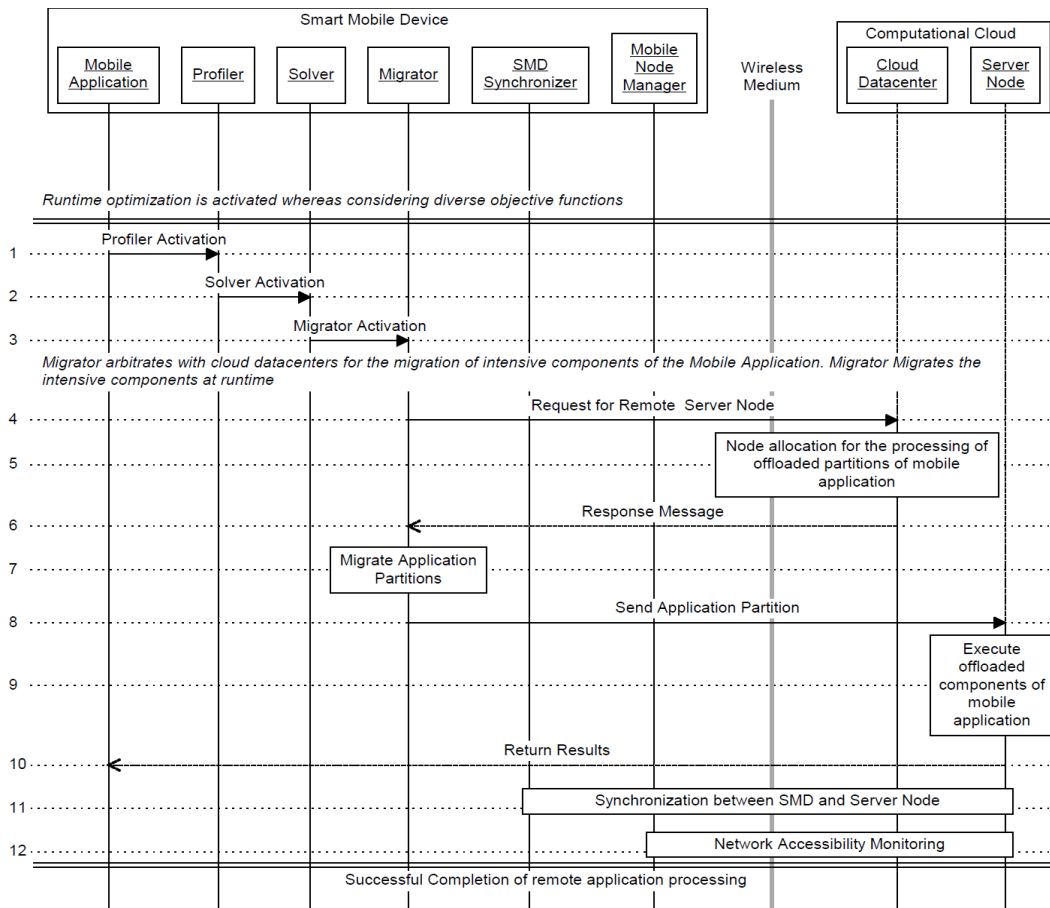 Smart Mobile Device
Computational Cloud
Mobile
Application
Profiler
Solver
Migrator
SMD
Synchronizer
Mobile
Node
Manager
Wireless
Medium
Cloud
Datacenter
Server
Node
Runtime optimization is activated whereas considering diverse objective functions
Profiler Activation
1
Solver Activation
2
Migrator Activation
3
Migrator arbitrates with cloud datacenters for the migration of intensive components of the Mobile Application. Migrator Migrates the
intensive components at runtime
Request for Remote Server Node
4
Node allocation for the processing of
offloaded partitions of mobile
application
5
Response Message
6
Migrate Application
Partitions
7
Send Application Partition
8
Execute
offloaded
components of
mobile
application
9
Return Results
10
Synchronization between SMD and Server Node
11
Network Accessibility Monitoring
12
Successful Completion of remote application processing